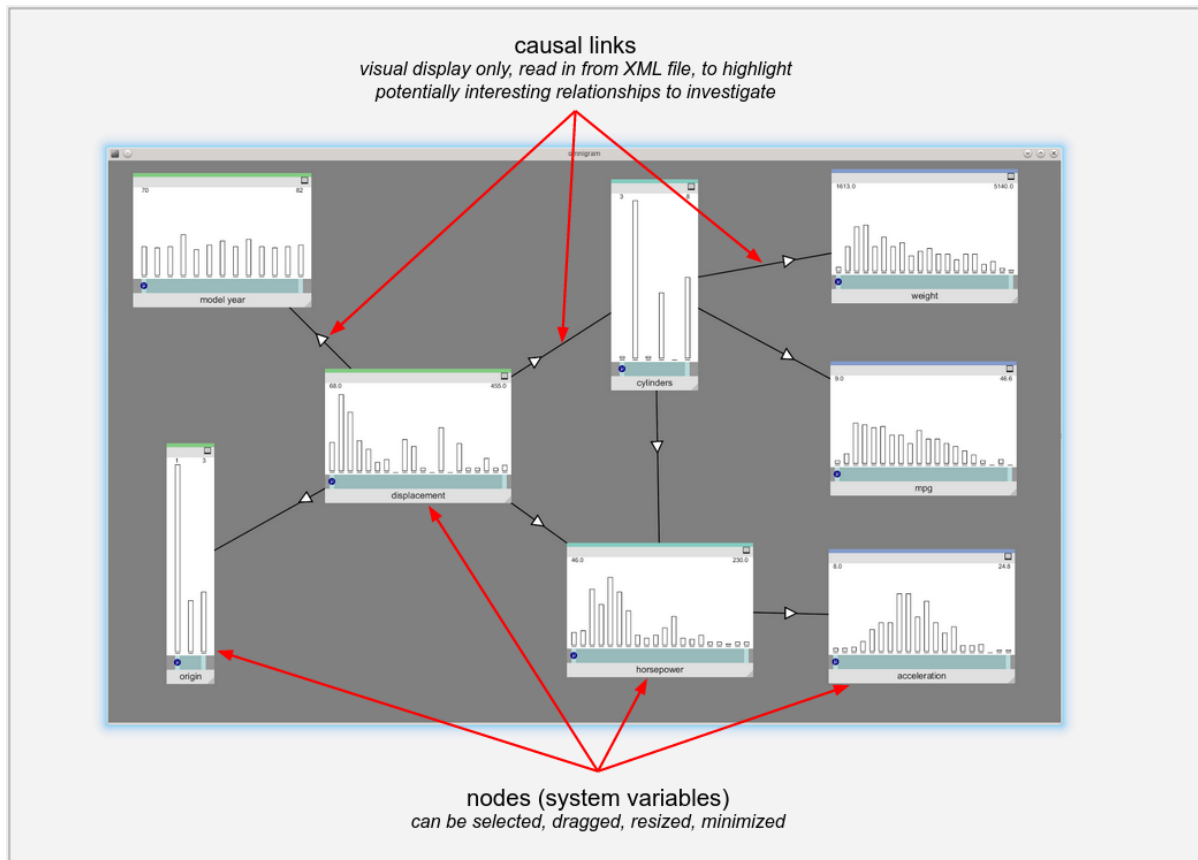 causal links
visual display only, read in from XML file, to highlight
potentially interesting relationships to investigate
omnigram
70 82
model year
3 8
cylinders
1613.0 5140.0
weight
68.0 455.0
displacement
9.0 46.6
mpg
1 3
origin
46.0 230.0
horsepower
8.0 24.8
acceleration
nodes (system variables)
can be selected, dragged, resized, minimized